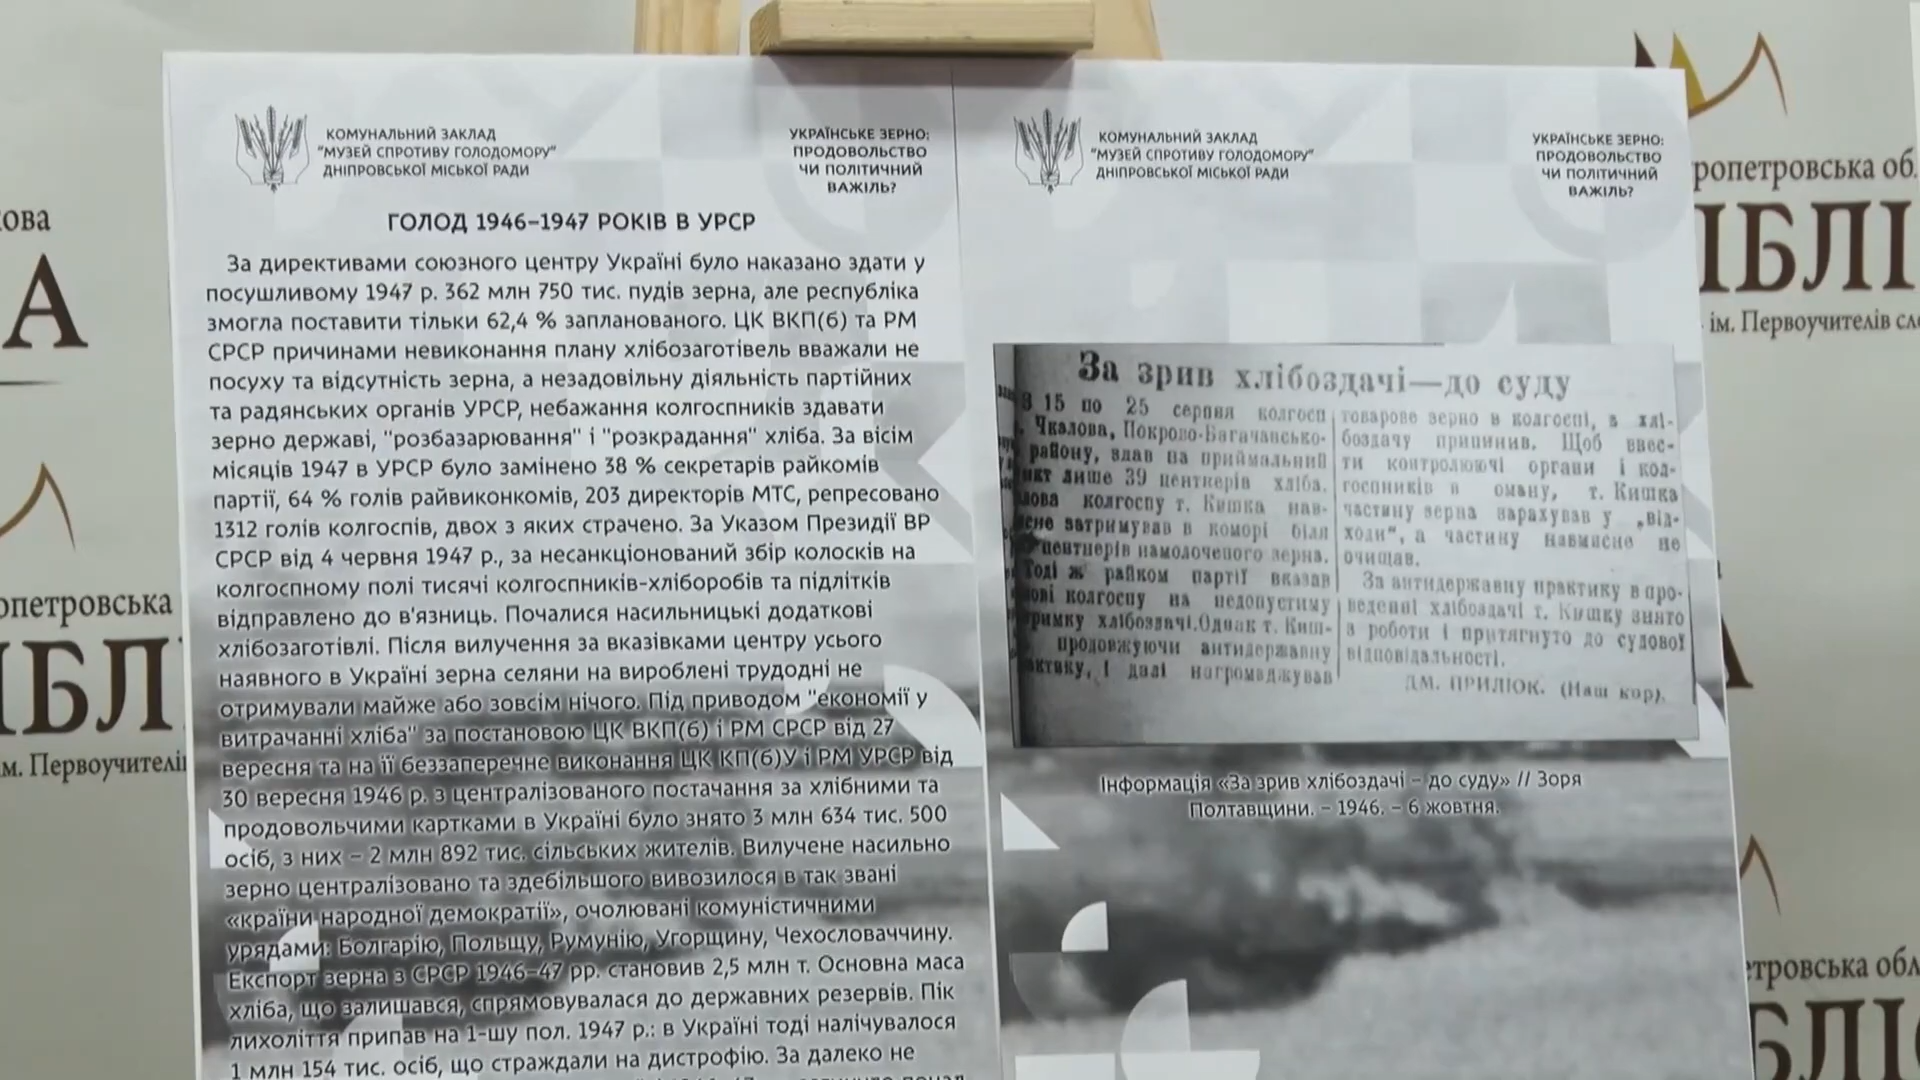 КОМУНАЛЬНИЙ ЗАКЛАД
"МУЗЕЙ СПРОТИВУ ГОЛОДОМОРУ"
ДНІПРОВСЬКОЇ МІСЬКОЇ РАДИ
УКРАЇНСЬКЕ ЗЕРНО:
ПРОДОВОЛЬСТВО
ЧИ ПОЛІТИЧНИЙ
ВАЖІЛЬ?
ГОЛОД 1946–1947 РОКІВ В УРСР
За директивами союзного центру Україні було наказано здати у
посушливому 1947 р. 362 млн 750 тис. пудів зерна, але республіка
змогла поставити тільки 62,4 % запланованого. ЦК ВКП(б) та РМ
СРСР причинами невиконання плану хлібозаготівель вважали не
посуху та відсутність зерна, а незадовільну діяльність партійних
та радянських органів УРСР, небажання колгоспників здавати
зерно державі, "розбазарювання" і "розкрадання" хліба. За вісім
місяців 1947 в УРСР було замінено 38 % секретарів райкомів
партії, 64 % голів райвиконкомів, 203 директорів МТС, репресовано
1312 голів колгоспів, двох з яких страчено. За Указом Президії ВР
СРСР від 4 червня 1947 р., за несанкціонований збір колосків на
колгоспному полі тисячі колгоспників-хліборобів та підлітків
відправлено до в'язниць. Почалися насильницькі додаткові
хлібозаготівлі. Після вилучення за вказівками центру усього
наявного в Україні зерна селяни на вироблені трудодні не
отримували майже або зовсім нічого. Під приводом "економії у
витрачанні хліба" за постановою ЦК ВКП(б) і РМ СРСР від 27
вересня та на її беззаперечне виконання ЦК КП(б)У і РМ УРСР від
30 вересня 1946 р. з централізованого постачання за хлібними та
продовольчими картками в Україні було знято 3 млн 634 тис. 500
осіб, з них – 2 млн 892 тис. сільських жителів. Вилучене насильно
зерно централізовано та здебільшого вивозилося в так звані
«країни народної демократії», очолювані комуністичними
урядами: Болгарію, Польщу, Румунію, Угорщину, Чехословаччину.
Експорт зерна з СРСР 1946–47 рр. становив 2,5 млн т. Основна маса
хліба, що залишався, спрямовувалася до державних резервів. Пік
лихоліття припав на 1-шу пол. 1947 р.: в Україні тоді налічувалося
1 млн 154 тис. осіб, що страждали на дистрофію. За далеко не
КОМУНАЛЬНИЙ ЗАКЛАД
"МУЗЕЙ СПРОТИВУ ГОЛОДОМОРУ"
ДНІПРОВСЬКОЇ МІСЬКОЇ РАДИ
УКРАЇНСЬКЕ ЗЕРНО:
ПРОДОВОЛЬСТВО
ЧИ ПОЛІТИЧНИЙ
ВАЖІЛЬ?
За зрив хлібоздачі—до суду
З 15 по 25 серпня колгосп
Чкалова, Покрово-Багачансько-
району, здав на приймальний
лише 39 центнерів хліба.
колгоспу т. Кишка нав-
затримував в коморі біля
центнерів намолоченого зерна.
Тоді ж райком партії вказав
колгоспу на недопустиму
хлібоздачі. Однак т. Киш-
продовжуючи антидержавну
і далі нагромаджував
товарове зерно в колгоспі, а хлі-
боздачу припинив. Щоб ввес-
ти контролюючі органи і кол-
госпників в оману, т. Кишка
частину зерна зарахував у „від-
ходи“, а частину навмисне не
очищав.
За антидержавну практику в про-
веденні хлібоздачі т. Кишку знято
з роботи і притягнуто до судової
відповідальності.
ДМ. ПРИЛЮК. (Наш кор).
Інформація «За зрив хлібоздачі – до суду» // Зоря
Полтавщини. – 1946. – 6 жовтня.
ропетровська об.
ІБЛІ
ім. Первоучителів сл
ова
А
опетровська
ІБЛ
м. Первоучителі
тровська обл
БЛІ